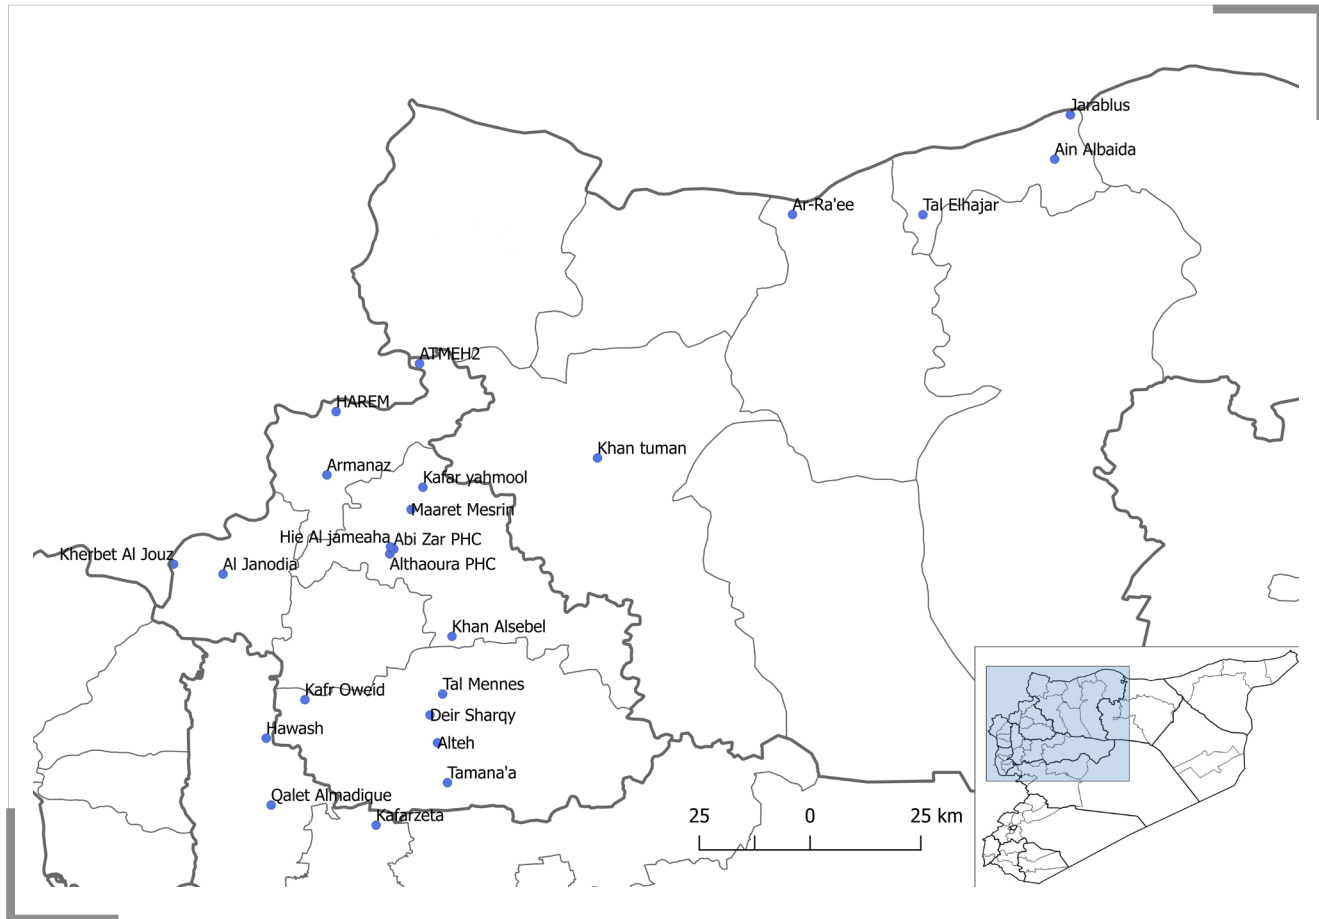 Jarablus
Ain Albaida
Ar-Ra'ee
Tal Elhajar
ATMEH2
HAREM
Khan tuman
Armanaz
Kafar yahmool
Maaret Mesrin
Hie Al jameaha
Abi Zar PHC
Kherbet Al Jouz
Al Janodia
Althaoura PHC
Khan Alsebel
Kafr Oweid
Tal Mennes
Deir Sharqy
Hawash
Alteh
Tamana'a
Qalet Almadique
Kafarzeta
25 0 25 km